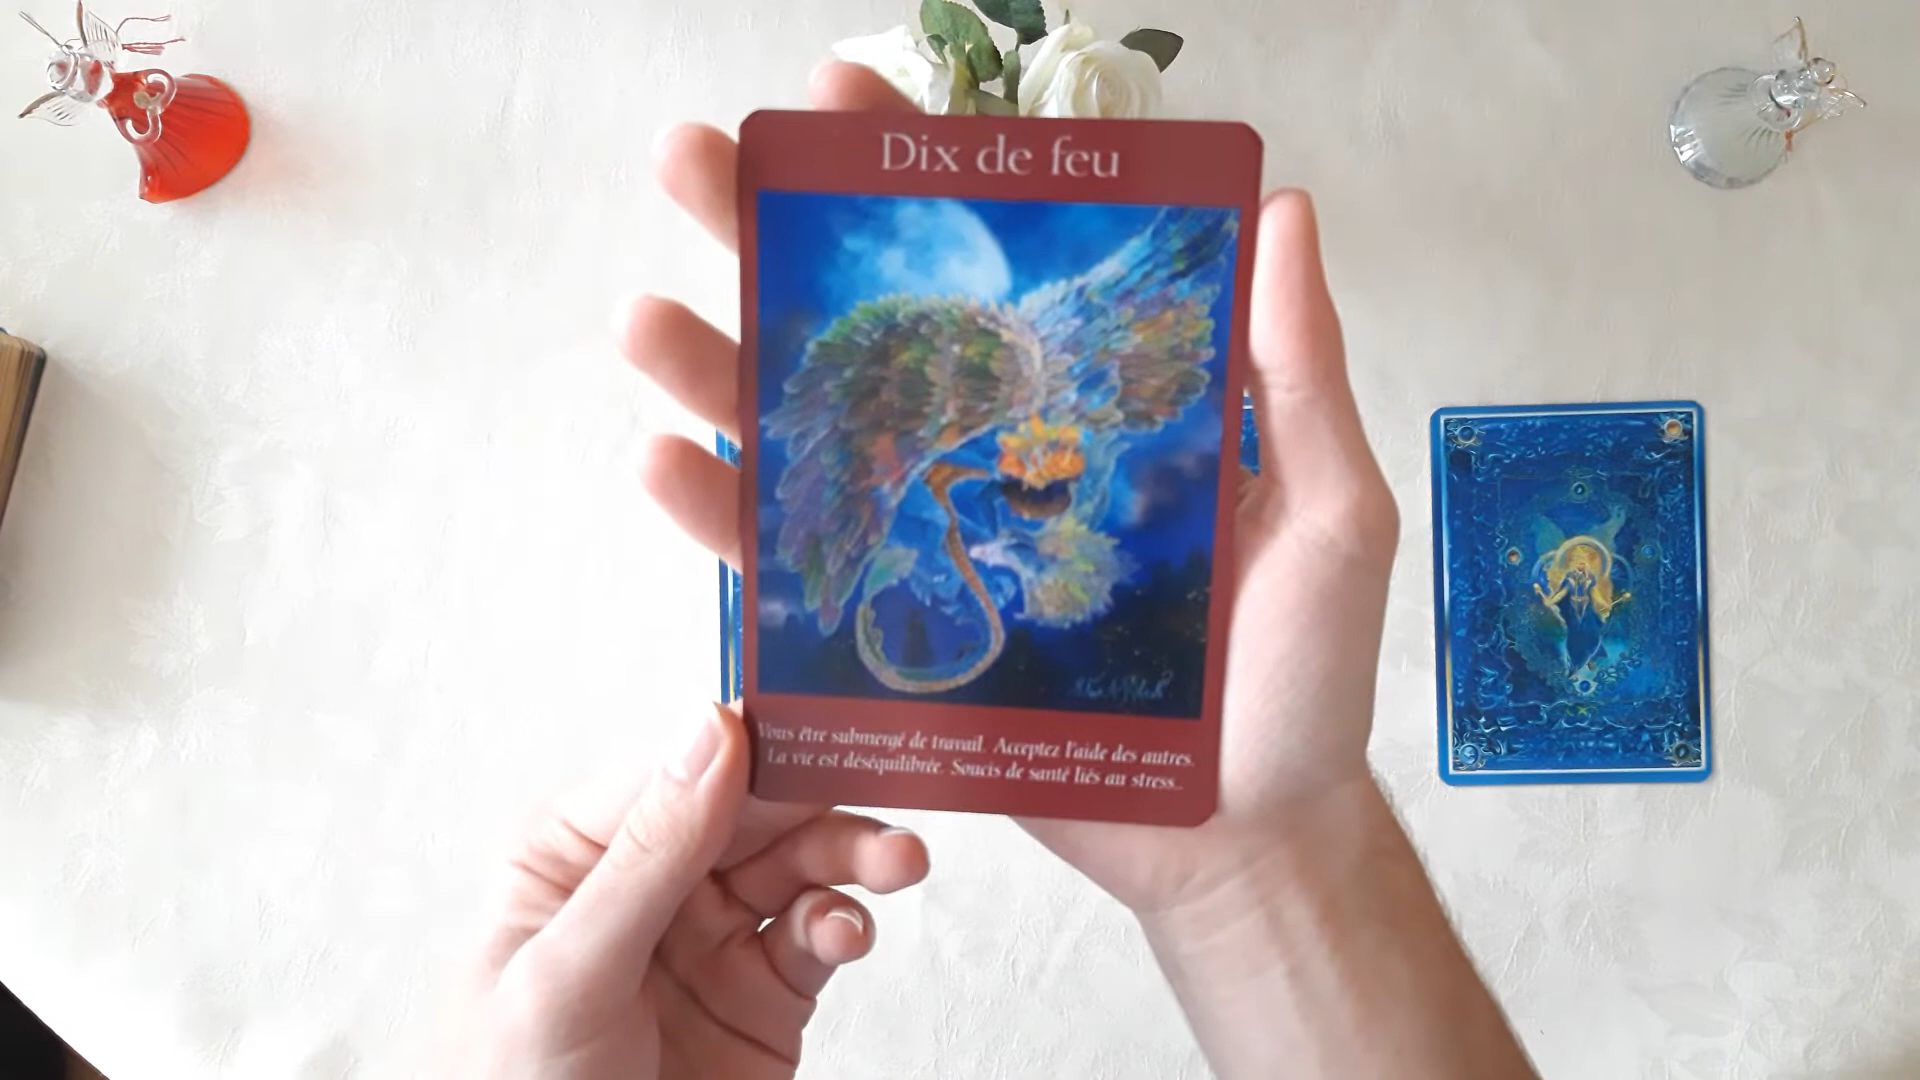 Dix de feu
Vous être submergé de travail. Acceptez l'aide des autres.
La vie est déséquilibrée. Soucis de santé liés au stress..